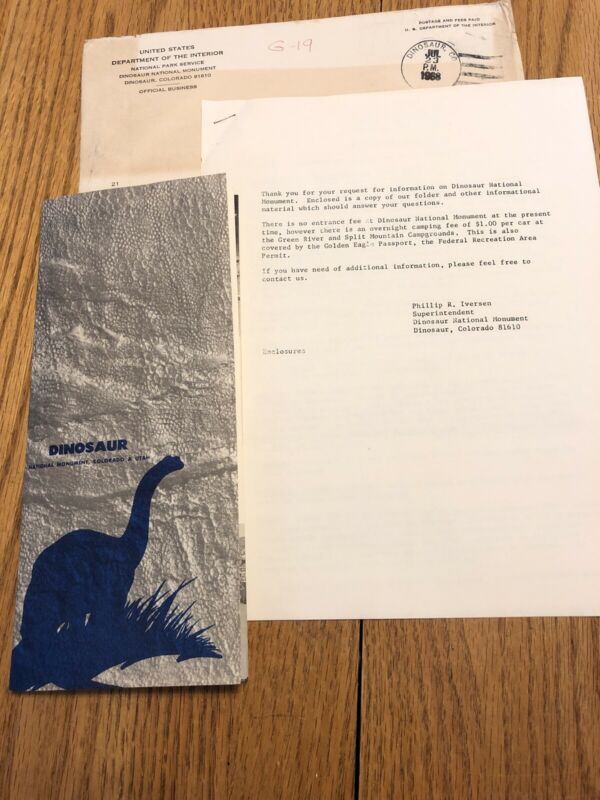 UNITED STATES
DEPARTMENT OF THE INTERIOR
NATIONAL PARK SERVICE
DINOSAUR NATIONAL MONUMENT
DINOSAUR, COLORADO 81610
OFFICIAL BUSINESS
G-19
POSTAGE AND FEES PAID
U. S. DEPARTMENT OF THE INTERIOR
DINOSAUR, CO
JUL
23
P.M.
1968
21
Thank you for your request for information on Dinosaur National
Monument. Enclosed is a copy of our folder and other informational
material which should answer your questions.
There is no entrance fee at Dinosaur National Monument at the present
time, however there is an overnight camping fee of $1.00 per car at
the Green River and Split Mountain Campgrounds. This is also
covered by the Golden Eagle Passport, the Federal Recreation Area
Permit.
If you have need of additional information, please feel free to
contact us.
Phillip R. Iversen
Superintendent
Dinosaur National Monument
Dinosaur, Colorado 81610
Enclosures
DINOSAUR
NATIONAL MONUMENT, COLORADO & UTAH